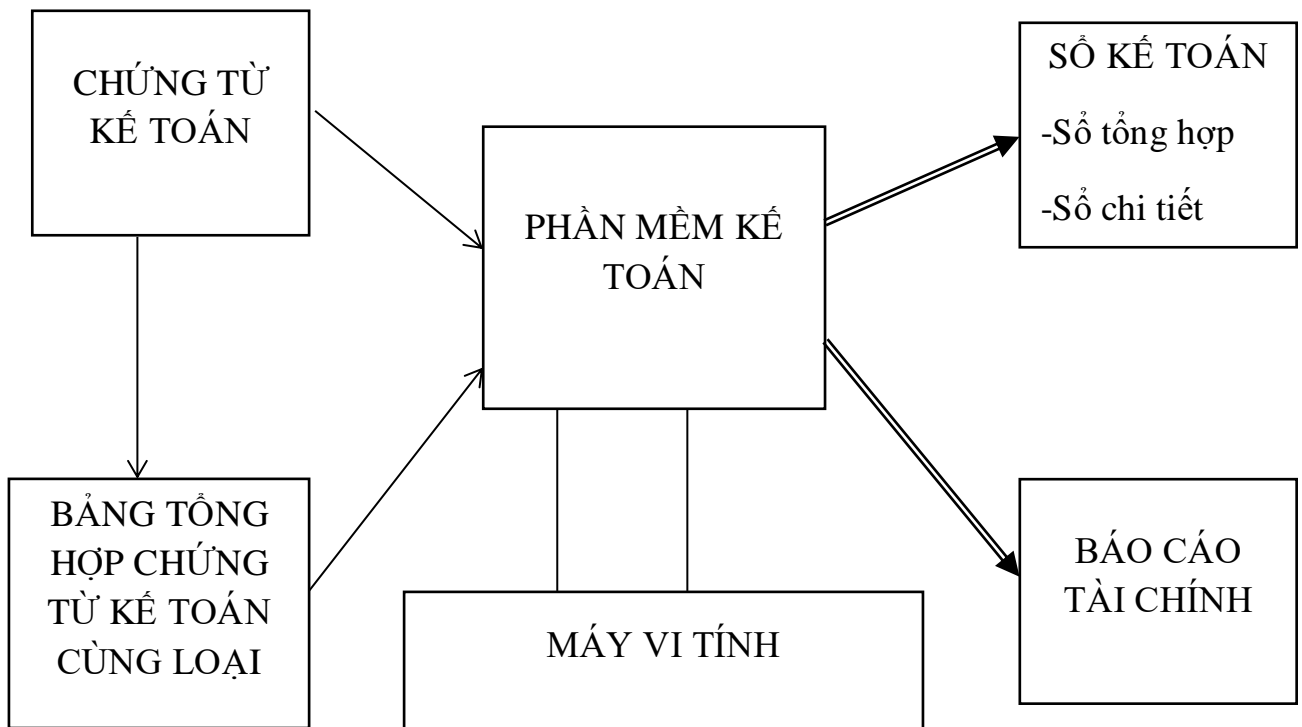 CHỨNG TỪ
KẾ TOÁN
SỔ KẾ TOÁN
-Sổ tổng hợp
-Sổ chi tiết
PHẦN MỀM KẾ
TOÁN
BẢNG TỔNG
HỢP CHỨNG
TỪ KẾ TOÁN
CÙNG LOẠI
MÁY VI TÍNH
BÁO CÁO
TÀI CHÍNH